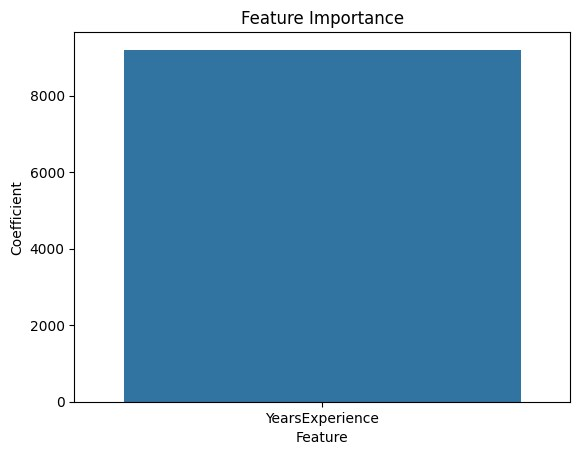 Feature Importance
Coefficient
8000
6000
4000
2000
0
YearsExperience
Feature